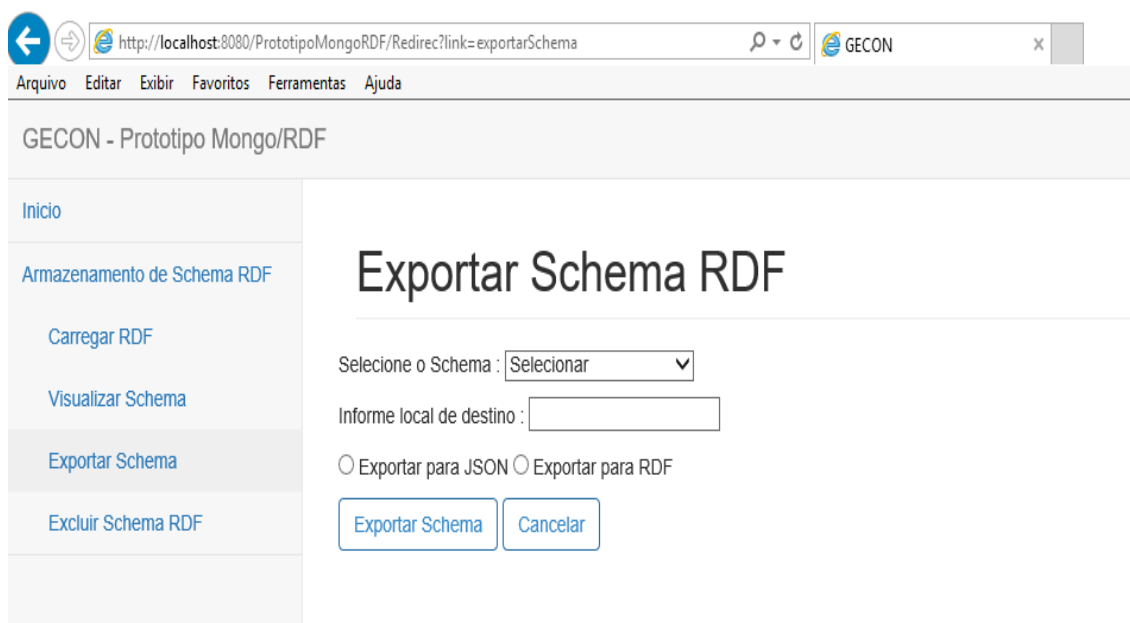 http://localhost:8080/PrototipoMongoRDF/Redirec?link=exportarSchema
GECON
Arquivo Editar Exibir Favoritos Ferramentas Ajuda
GECON - Prototipo Mongo/RDF
Inicio
Armazenamento de Schema RDF
Carregar RDF
Visualizar Schema
Exportar Schema
Excluir Schema RDF
Exportar Schema RDF
Selecione o Schema : Selecionar
Informe local de destino :
Exportar para JSON Exportar para RDF
Exportar Schema Cancelar